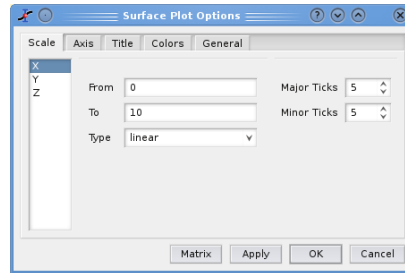 Surface Plot Options
Scale Axis Title Colors General
X
Y
Z
From 0
To 10
Type linear
Major Ticks 5
Minor Ticks 5
Matrix Apply OK Cancel